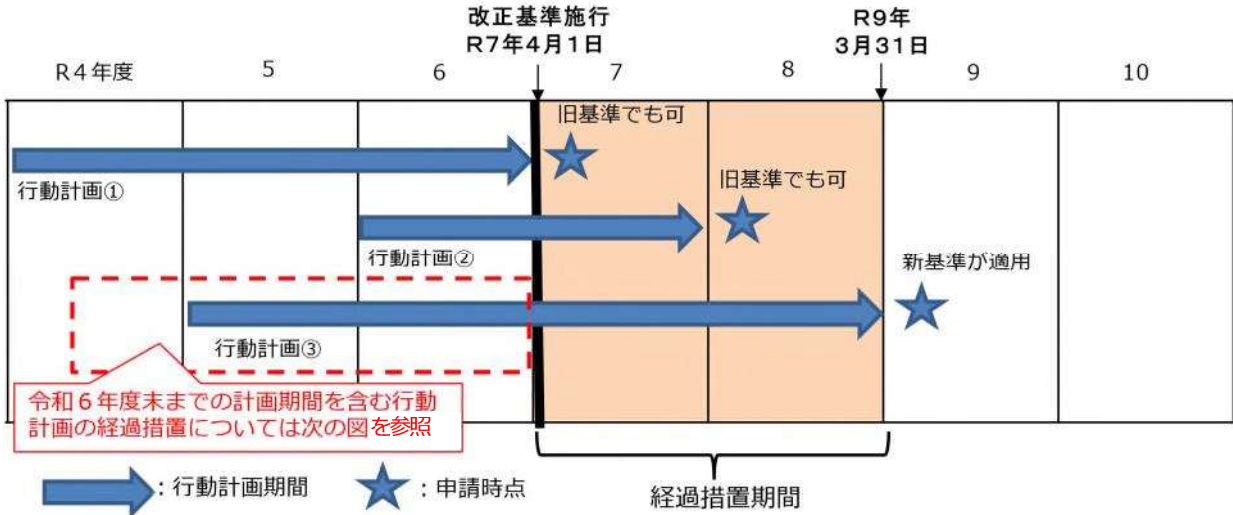 改正基準施行
R7年4月1日
R9年
3月31日
R4年度 5 6 7 8 9 10
旧基準でも可
行動計画①
旧基準でも可
行動計画②
新基準が適用
行動計画③
令和6年度末までの計画期間を含む行動
計画の経過措置については次の図を参照
:行動計画期間 :申請時点
経過措置期間